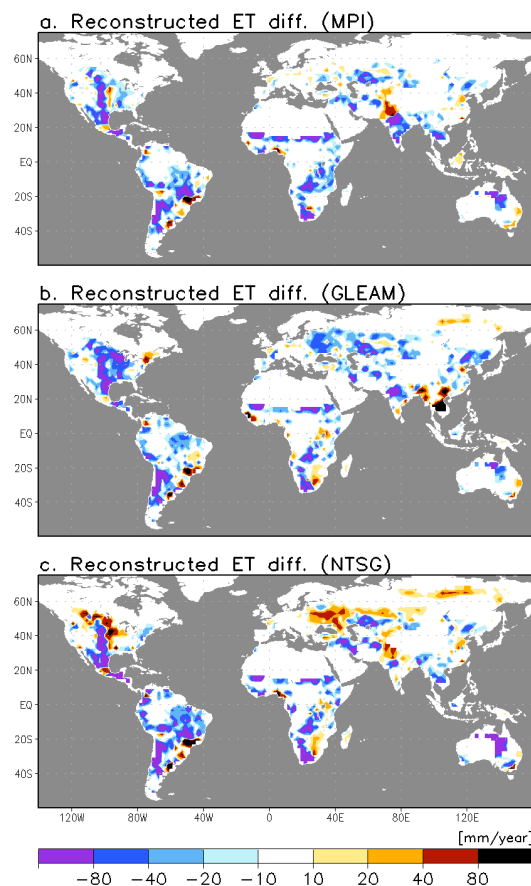 a. Reconstructed ET diff. (MPI)
60N
40N
20N
EQ
20S
40S
b. Reconstructed ET diff. (GLEAM)
60N
40N
20N
EQ
20S
40S
c. Reconstructed ET diff. (NTSG)
60N
40N
20N
EQ
20S
40S
120W 80W 40W 0 40E 80E 120E
[mm/year]
-80 -40 -20 -10 10 20 40 80